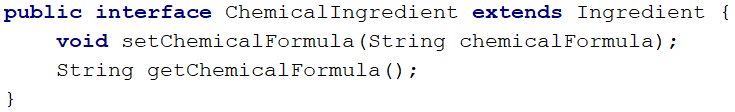 public interface ChemicalIngredient extends Ingredient {
    void setChemicalFormula(String chemicalFormula);
    String getChemicalFormula();
}